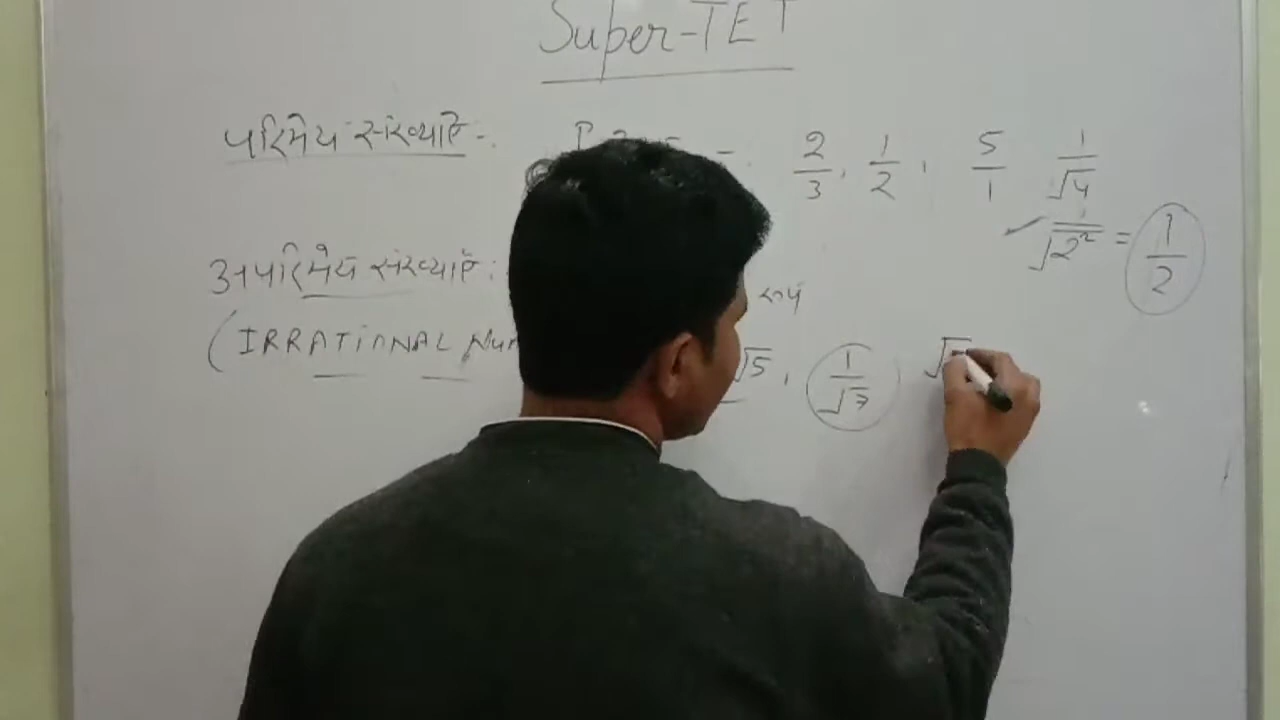 Super-TET
परिमेय संख्याएँ -. 2/3, 1/2, 5/1 1/√4
✓ 1/√2² = 1/2
अपरिमेय संख्याएँ: रूप
(IRRATIONAL √5, 1/√7, √